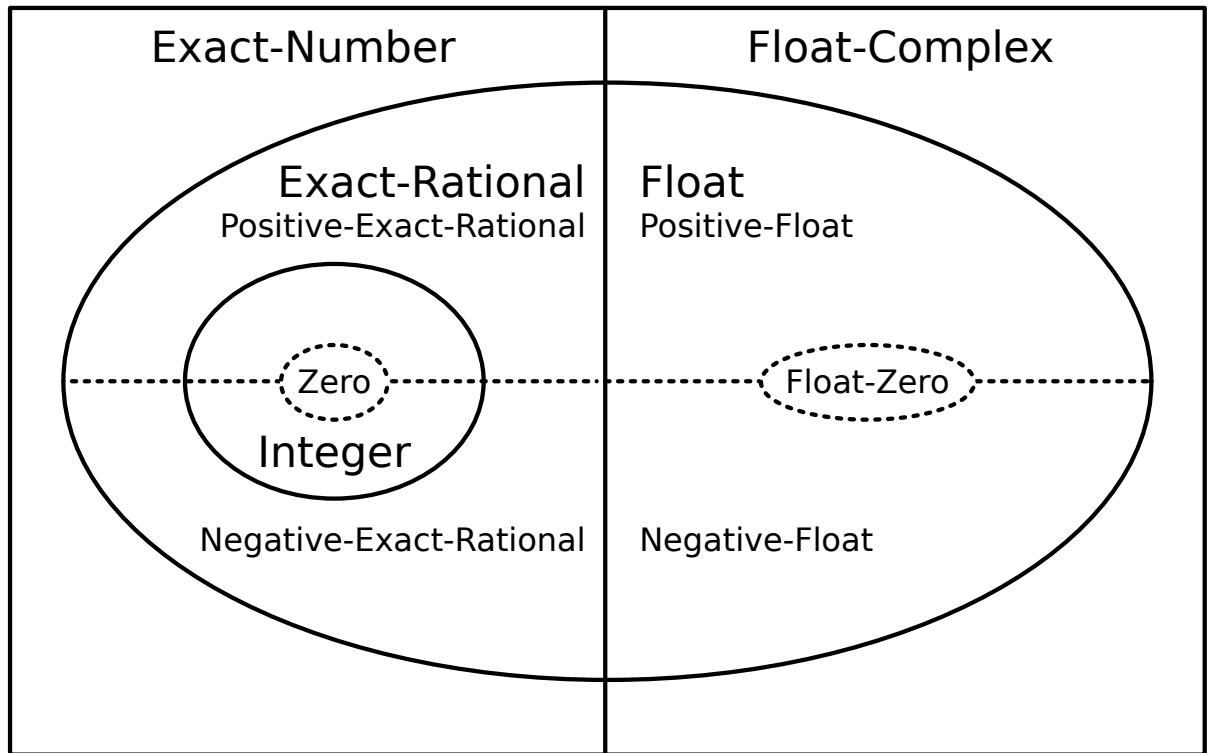 Exact-Number
Float-Complex
Exact-Rational
Positive-Exact-Rational
Float
Positive-Float
Zero
Float-Zero
Integer
Negative-Exact-Rational
Negative-Float